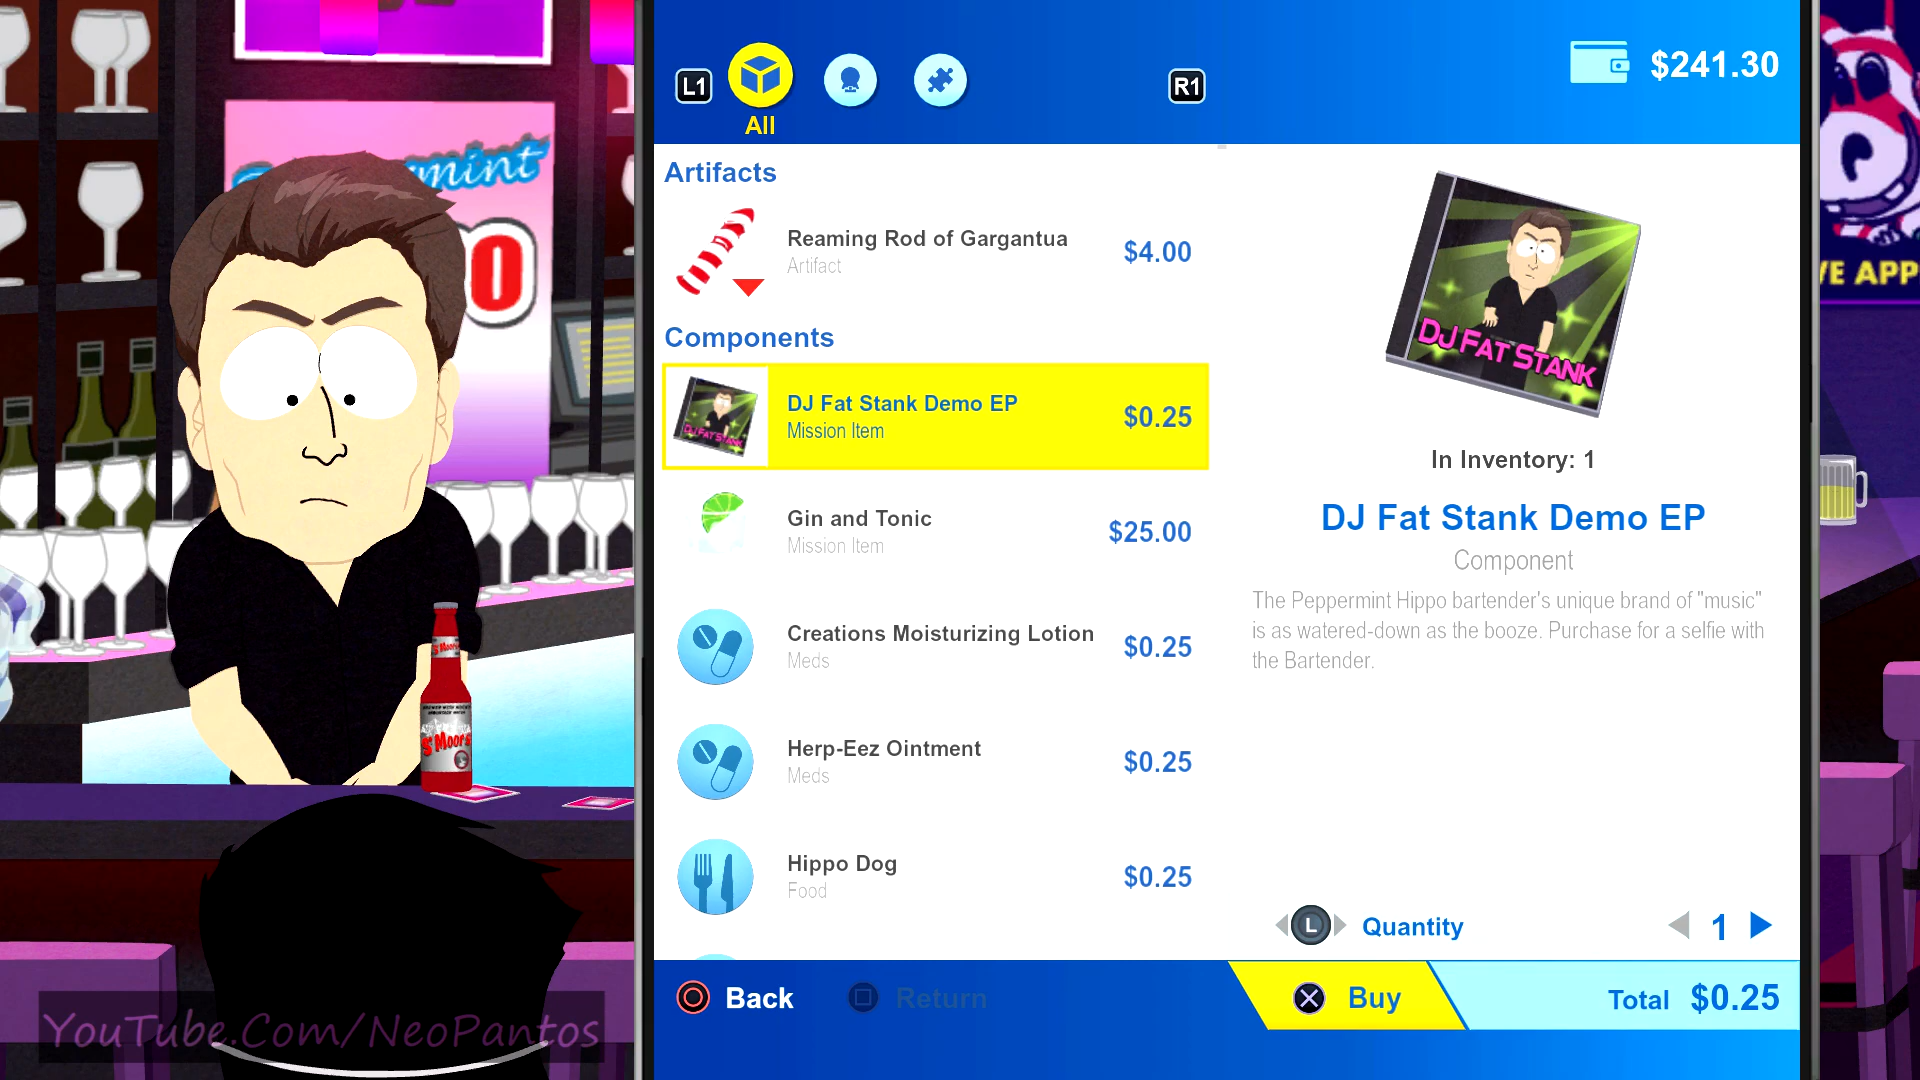 L1
All
R1
$241.30
Artifacts
Reaming Rod of Gargantua
Artifact
$4.00
Components
DJ Fat Stank Demo EP
Mission Item
$0.25
Gin and Tonic
Mission Item
$25.00
Creations Moisturizing Lotion
Meds
$0.25
Herp-Eez Ointment
Meds
$0.25
Hippo Dog
Food
$0.25
DJ FAT STANK
In Inventory: 1
DJ Fat Stank Demo EP
Component
The Peppermint Hippo bartender's unique brand of "music"
is as watered-down as the booze. Purchase for a selfie with
the Bartender.
L
Quantity
1
Back
Return
Buy
Total
$0.25
VE APP
YouTube.Com/NeoPantos